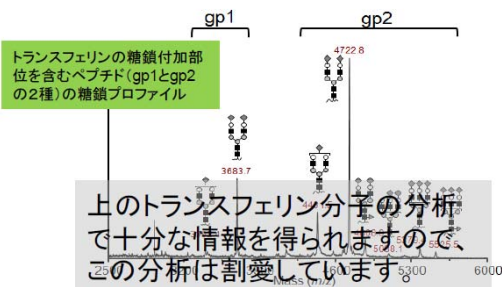 gp1
gp2
トランスフェリンの糖鎖付加部
位を含むペプチド(gp1とgp2
の2種)の糖鎖プロファイル
4722.8
3683.7
上のトランスフェリン分子の分析
で十分な情報を得られますので、
この分析は割愛しています。
2500
5300
6000
Mass (m/z)